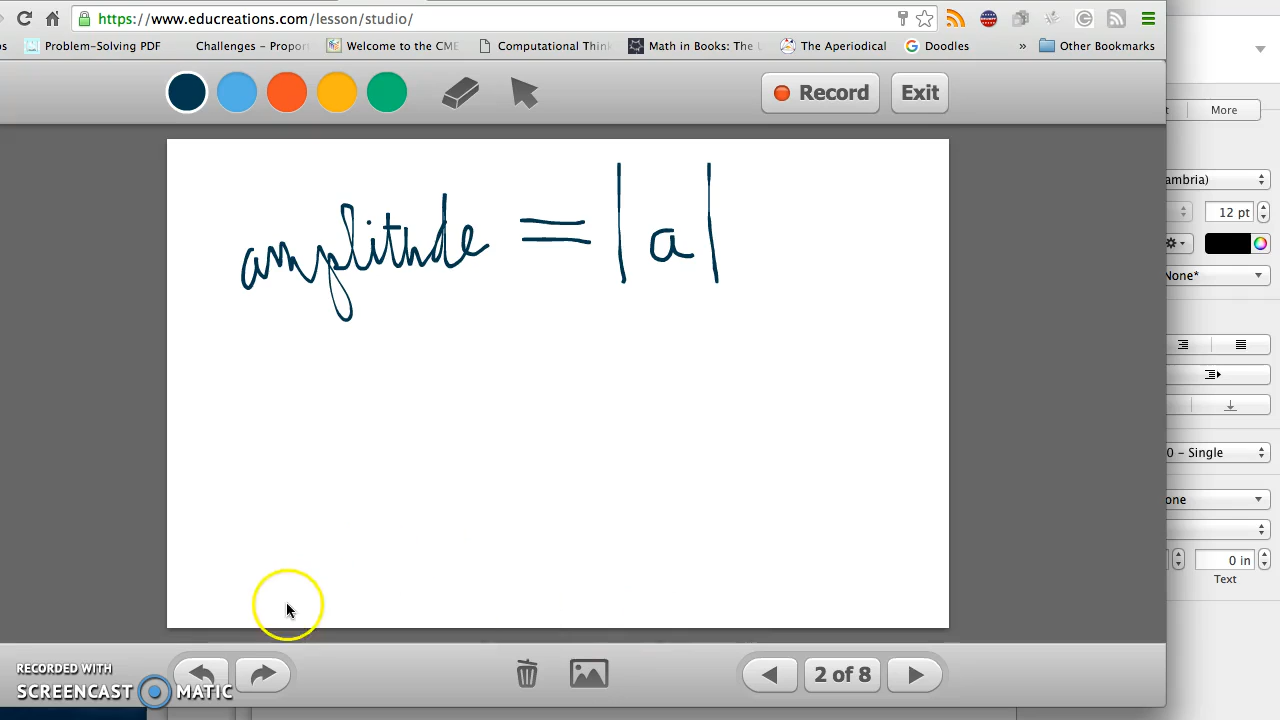 https://www.educreations.com/lesson/studio/
Problem-Solving PDF
Challenges - Propor
Welcome to the CME
Computational Think
Math in Books: The U
The Aperiodical
Doodles
»
Other Bookmarks
Record
Exit
More
ambria)
12 pt
None*
amplitude = |a|
0 - Single
one
0 in
Text
RECORDED WITH
SCREENCAST MATIC
2 of 8